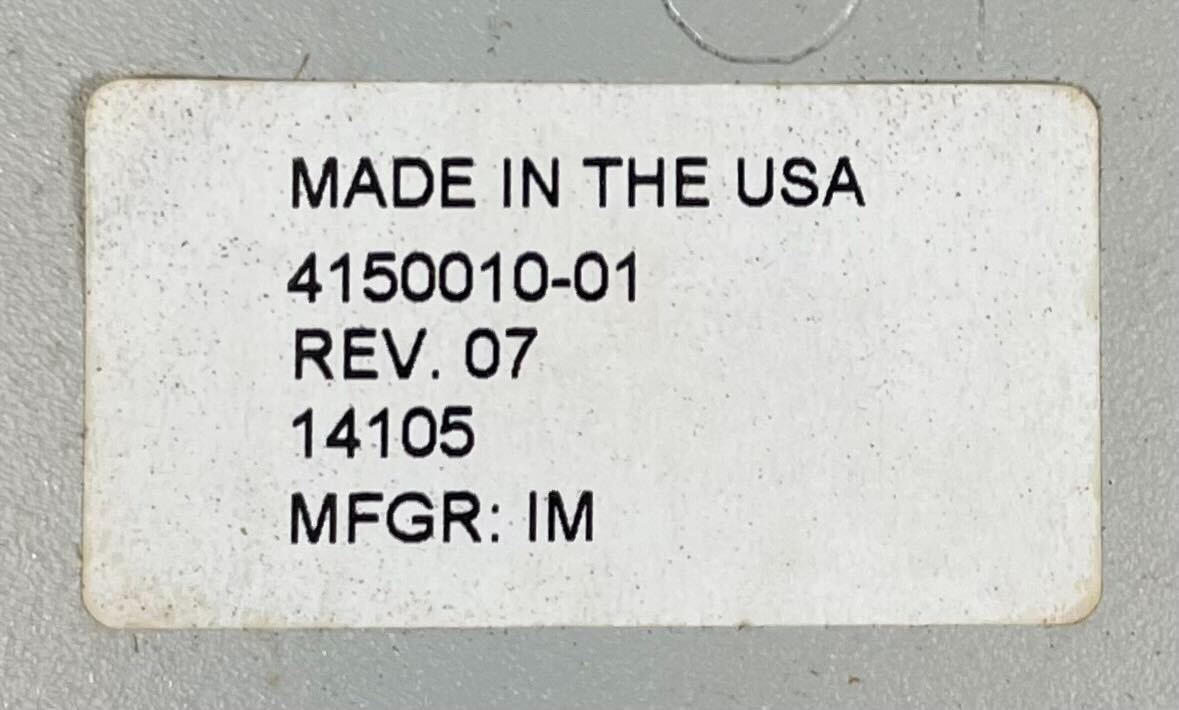 MADE IN THE USA
4150010-01
REV. 07
14105
MFGR: IM